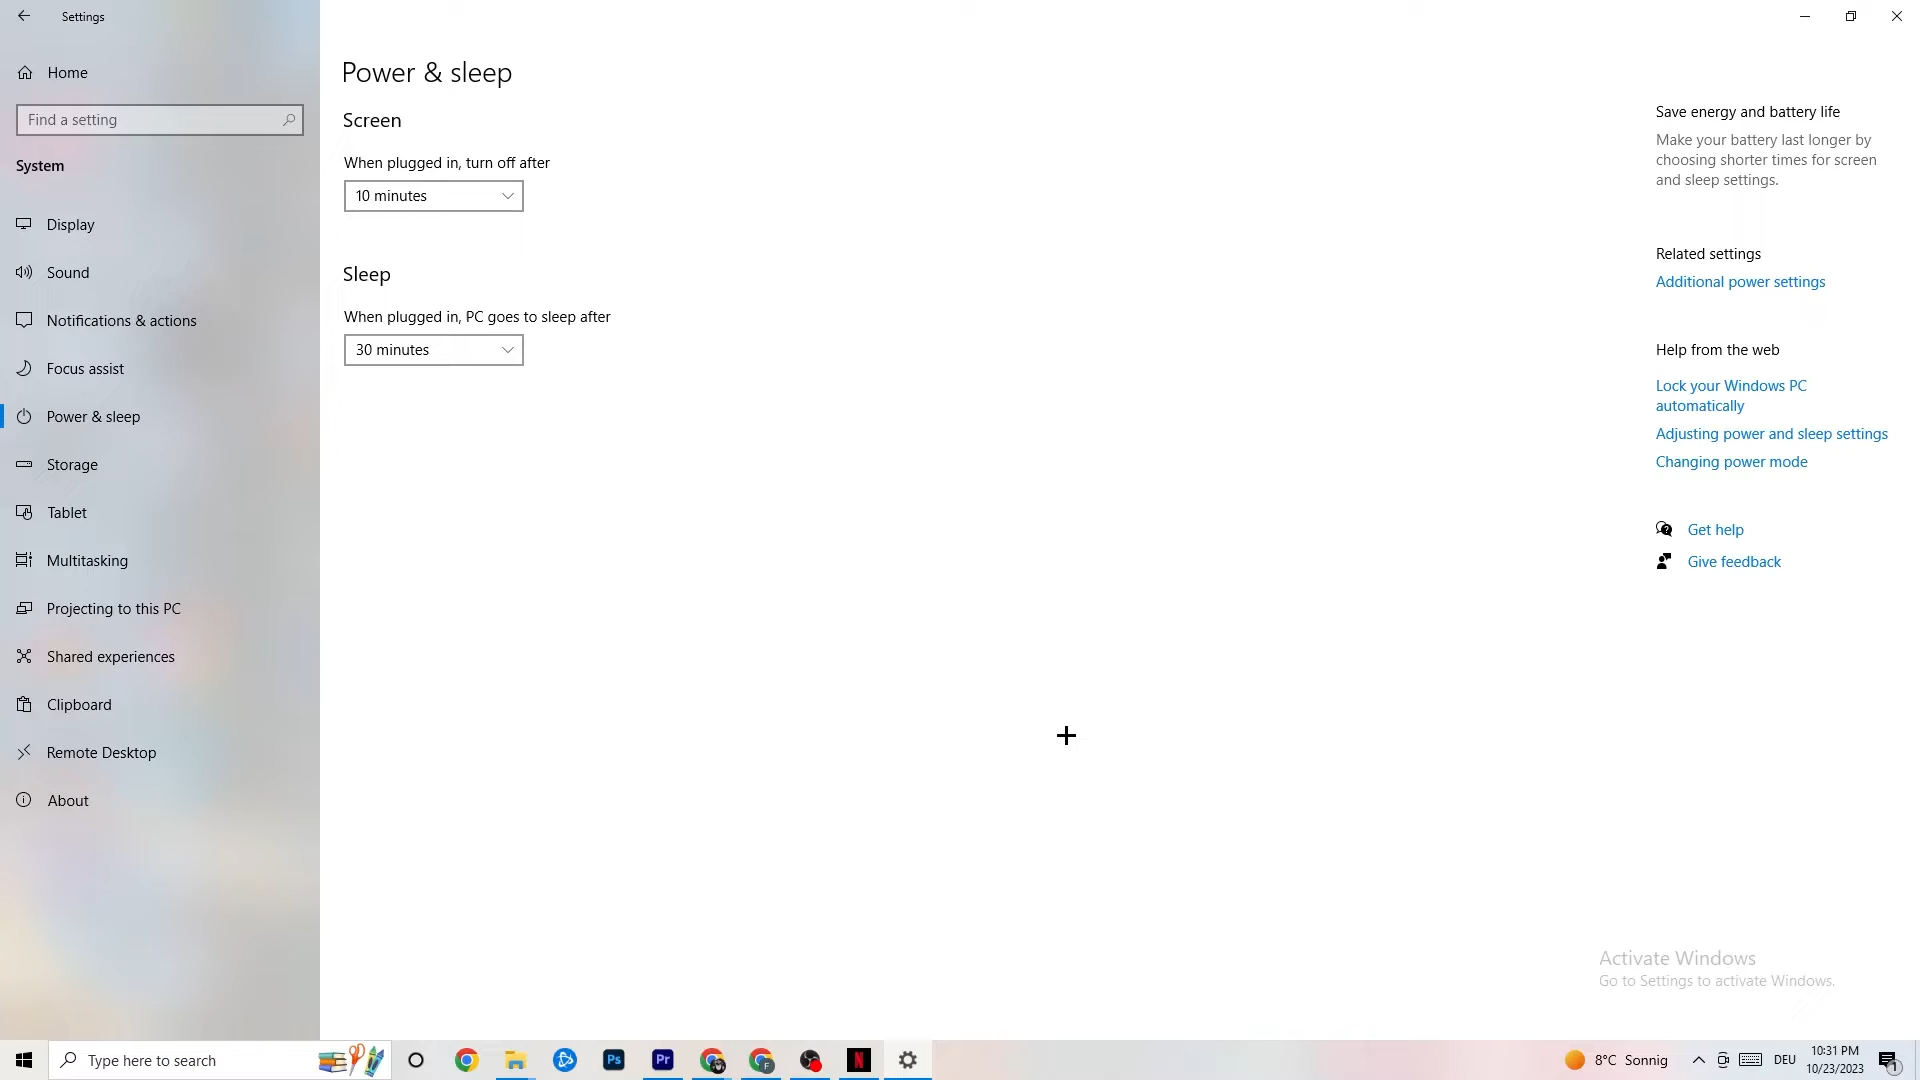 Settings
Home
Find a setting
System
Display
Sound
Notifications & actions
Focus assist
Power & sleep
Storage
Tablet
Multitasking
Projecting to this PC
Shared experiences
Clipboard
Remote Desktop
About
Power & sleep
Screen
When plugged in, turn off after
10 minutes
Sleep
When plugged in, PC goes to sleep after
30 minutes
Save energy and battery life
Make your battery last longer by
choosing shorter times for screen
and sleep settings.
Related settings
Additional power settings
Help from the web
Lock your Windows PC
automatically
Adjusting power and sleep settings
Changing power mode
Get help
Give feedback
Activate Windows
Go to Settings to activate Windows.
Type here to search
Ps
Pr
F
N
8°C Sonnig
DEU
10:31 PM
10/23/2023
1